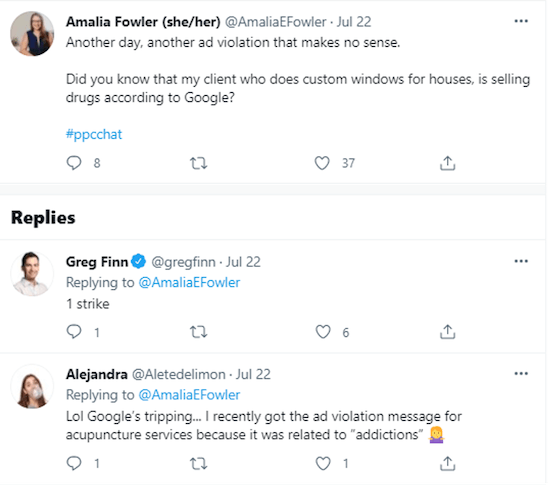 Amalia Fowler (she/her) @AmaliaEFowler · Jul 22
Another day, another ad violation that makes no sense.
Did you know that my client who does custom windows for houses, is selling
drugs according to Google?
#ppcchat
8 37
Replies
Greg Finn @gregfinn · Jul 22
Replying to @AmaliaEFowler
1 strike
1 6
Alejandra @Aletedelimon · Jul 22
Replying to @AmaliaEFowler
Lol Google's tripping... I recently got the ad violation message for
acupuncture services because it was related to "addictions" 🤷‍♀️
1 1